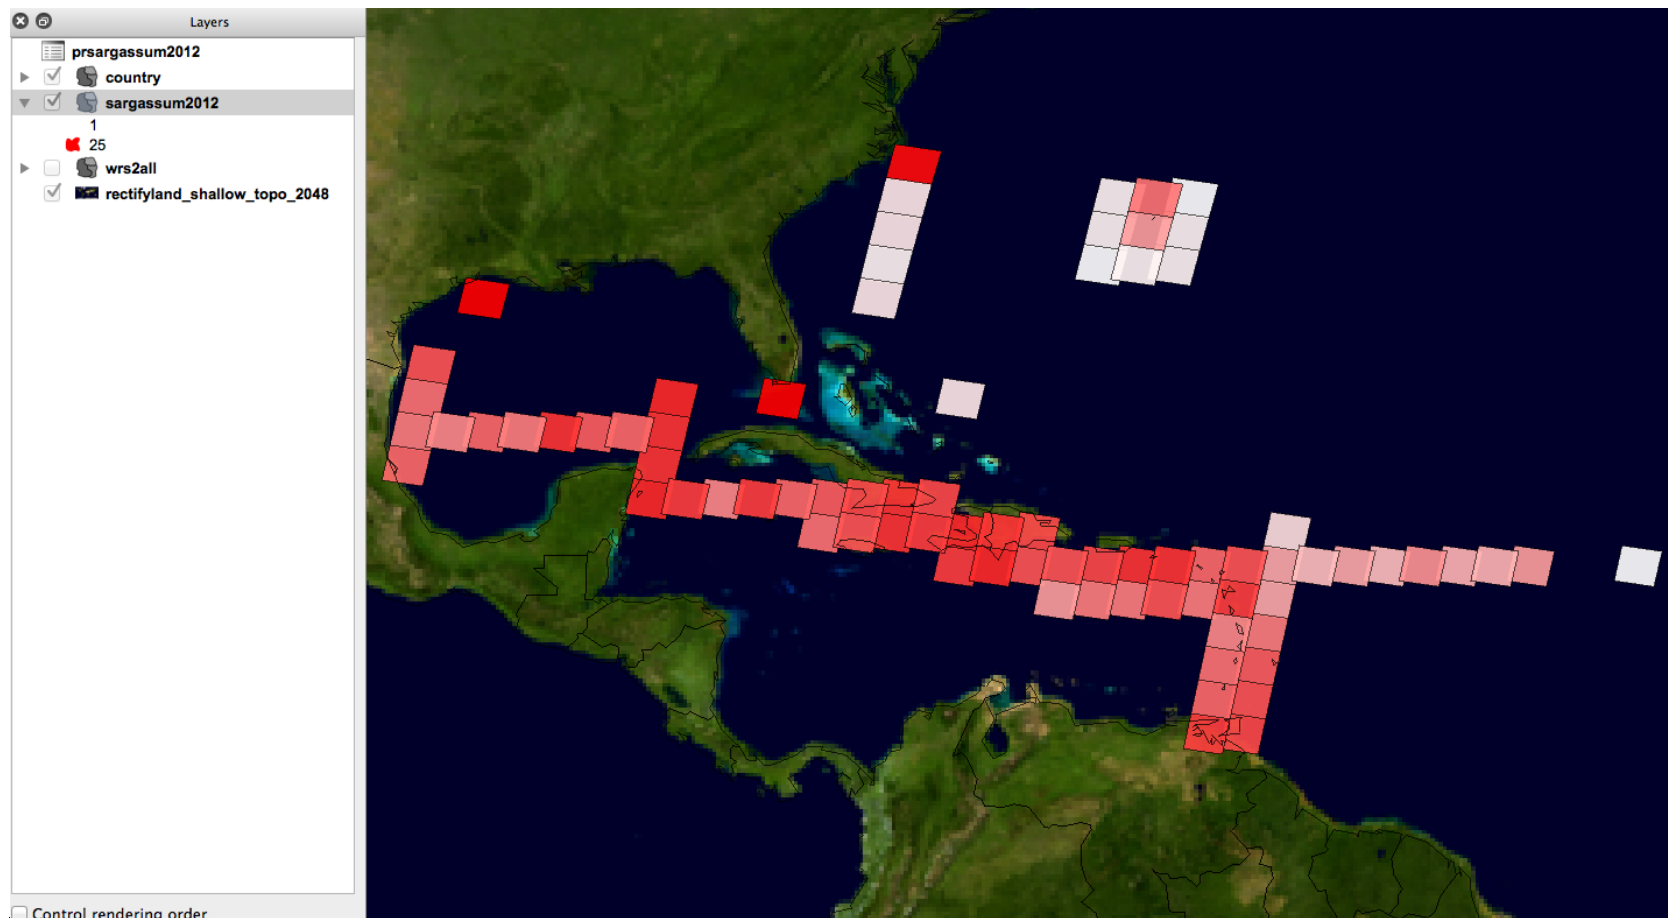 Layers
prsargassum2012
country
sargassum2012
1
25
wrs2all
rectifyland_shallow_topo_2048
Control rendering order